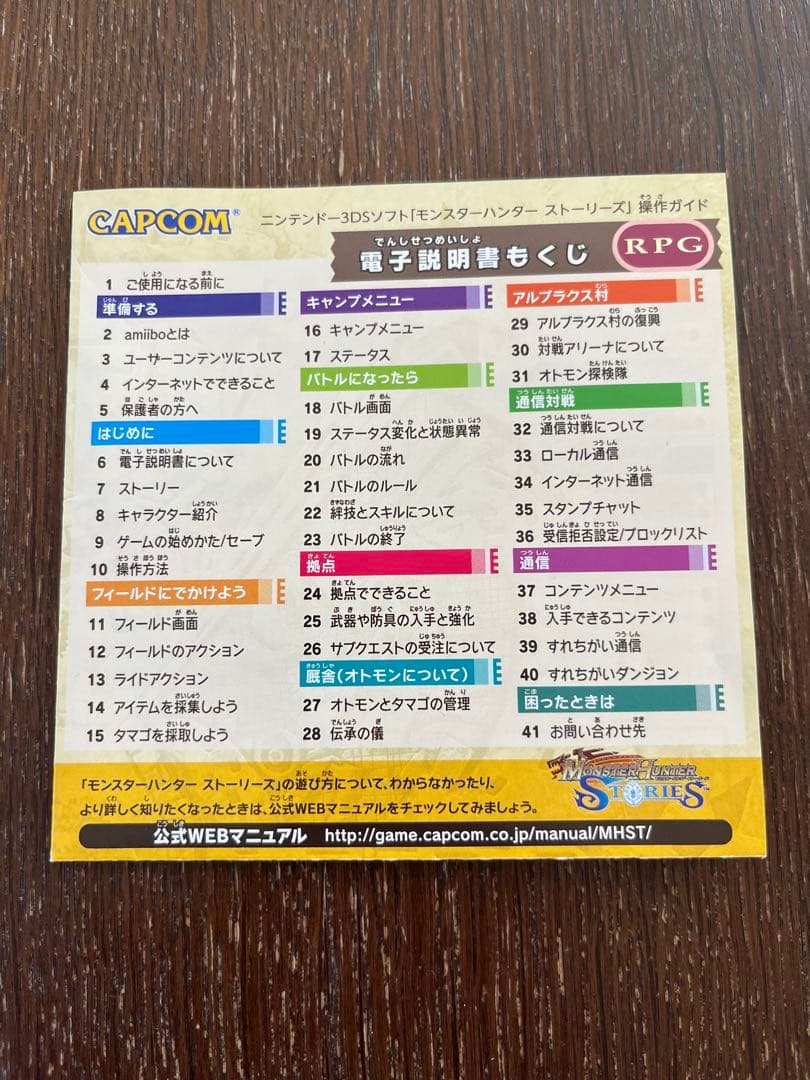 CAPCOM®
ニンテンドー3DSソフト「モンスターハンター ストーリーズ」 操作ガイド
電子説明書もくじ
RPG
1 ご使用になる前に
準備する
2 amiiboとは
3 ユーザーコンテンツについて
4 インターネットでできること
5 保護者の方へ
はじめに
6 電子説明書について
7 ストーリー
8 キャラクター紹介
9 ゲームの始めかた/セーブ
10 操作方法
フィールドにでかけよう
11 フィールド画面
12 フィールドのアクション
13 ライドアクション
14 アイテムを採集しよう
15 タマゴを採取しよう
キャンプメニュー
16 キャンプメニュー
17 ステータス
バトルになったら
18 バトル画面
19 ステータス変化と状態異常
20 バトルの流れ
21 バトルのルール
22 絆技とスキルについて
23 バトルの終了
拠点
24 拠点でできること
25 武器や防具の入手と強化
26 サブクエストの受注について
厩舎(オトモンについて)
27 オトモンとタマゴの管理
28 伝承の儀
アルプラクス村
29 アルプラクス村の復興
30 対戦アリーナについて
31 オトモン探検隊
通信対戦
32 通信対戦について
33 ローカル通信
34 インターネット通信
35 スタンプチャット
36 受信拒否設定/ブロックリスト
通信
37 コンテンツメニュー
38 入手できるコンテンツ
39 すれちがい通信
40 すれちがいダンジョン
困ったときは
41 お問い合わせ先
「モンスターハンター ストーリーズ」の遊び方について、わからなかったり、
より詳しく知りたくなったときは、公式WEBマニュアルをチェックしてみましょう。
MONSTER HUNTER
STORIES
公式WEBマニュアル http://game.capcom.co.jp/manual/MHST/